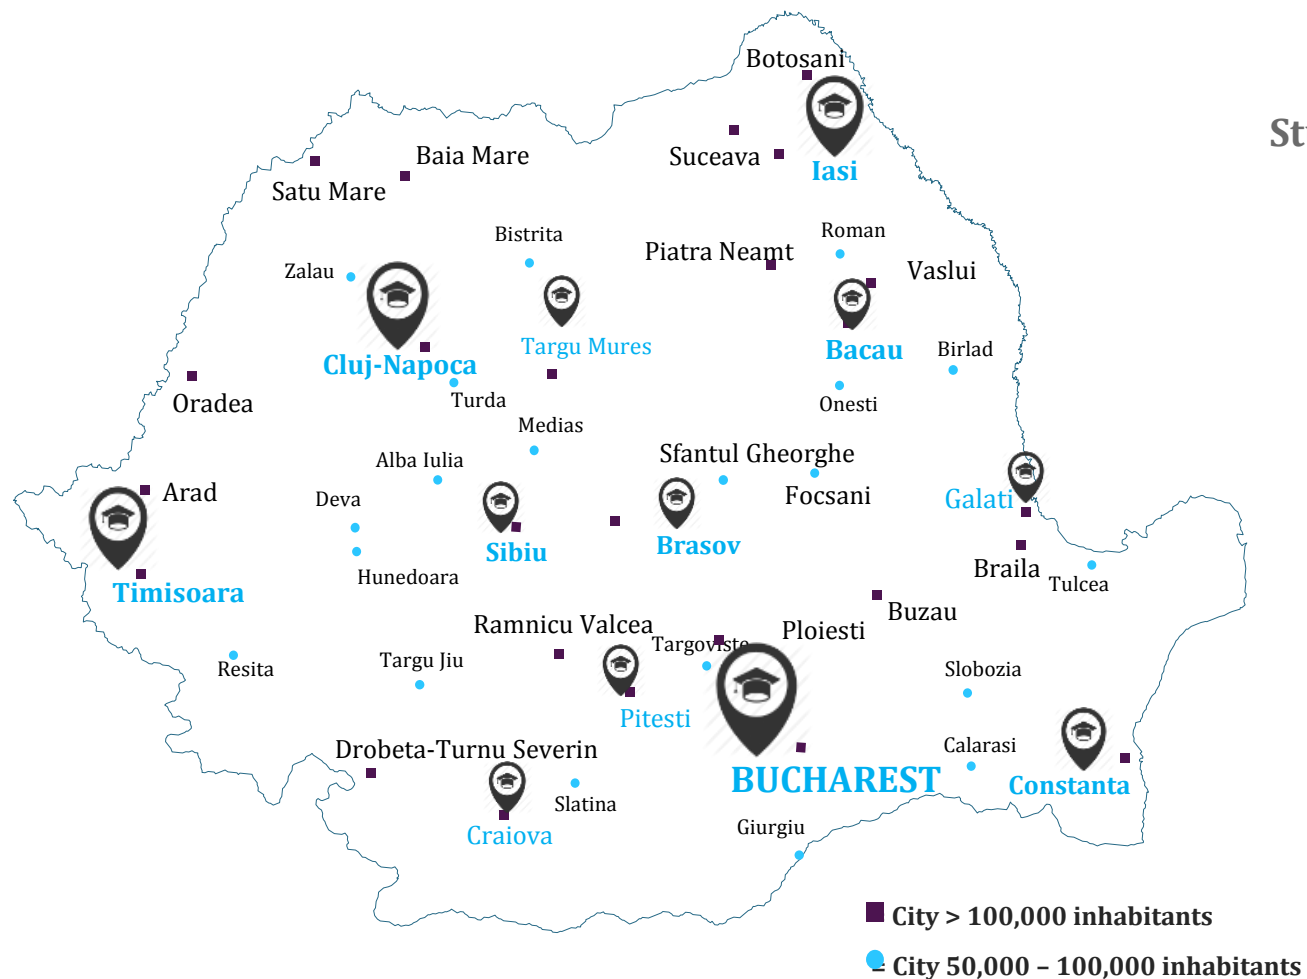 Botosani
St
Suceava
Iasi
Baia Mare
Satu Mare
Bistrita
Roman
Piatra Neamt
Vaslui
Zalau
Targu Mures
Bacau
Birlad
Cluj-Napoca
Oradea
Turda
Onesti
Medias
Alba Iulia
Sfantul Gheorghe
Deva
Arad
Focsani
Galati
Sibiu
Brasov
Hunedoara
Braila
Tulcea
Timisoara
Buzau
Ramnicu Valcea
Ploiesti
Targoviste
Resita
Targu Jiu
Slobozia
Pitesti
Drobeta-Turnu Severin
Calarasi
BUCHAREST
Constanta
Slatina
Craiova
Giurgiu
City > 100,000 inhabitants
City 50,000 – 100,000 inhabitants